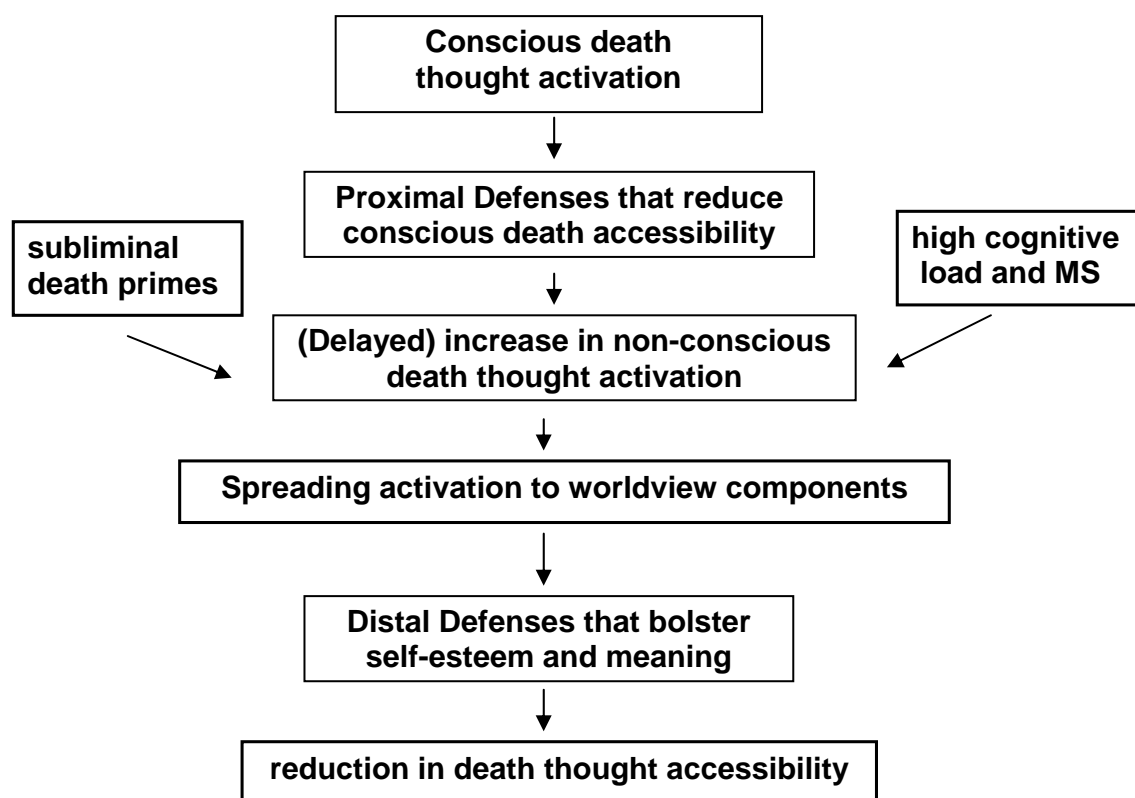 Conscious death
thought activation
Proximal Defenses that reduce
conscious death accessibility
subliminal
death primes
high cognitive
load and MS
(Delayed) increase in non-conscious
death thought activation
Spreading activation to worldview components
Distal Defenses that bolster
self-esteem and meaning
reduction in death thought accessibility